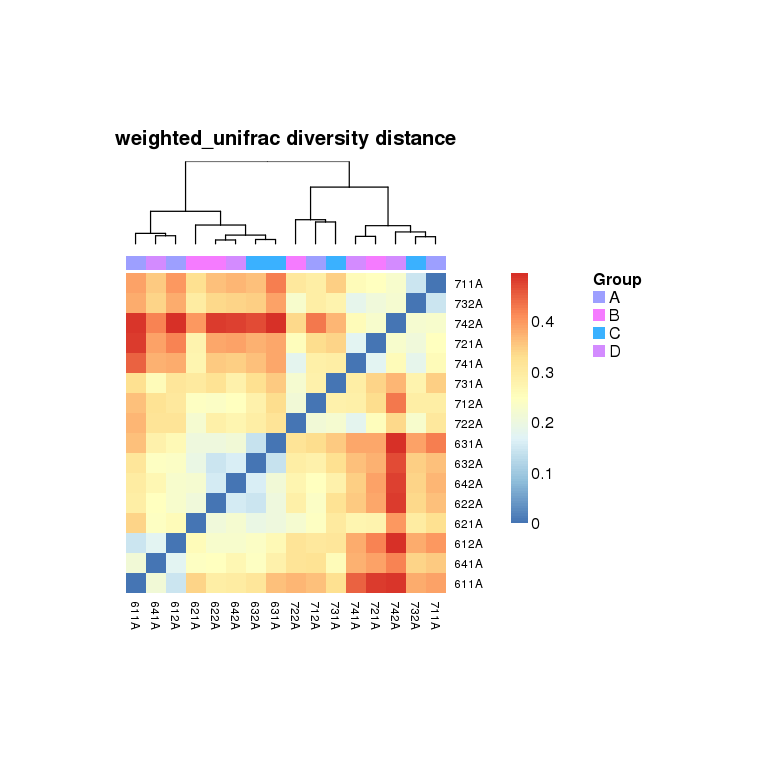 weighted_unifrac diversity distance
711A
732A
742A
721A
741A
731A
712A
722A
631A
632A
642A
622A
621A
612A
641A
611A
611A
641A
612A
621A
622A
642A
632A
631A
722A
712A
731A
741A
721A
742A
732A
711A
0.4
0.3
0.2
0.1
0
Group
A
B
C
D